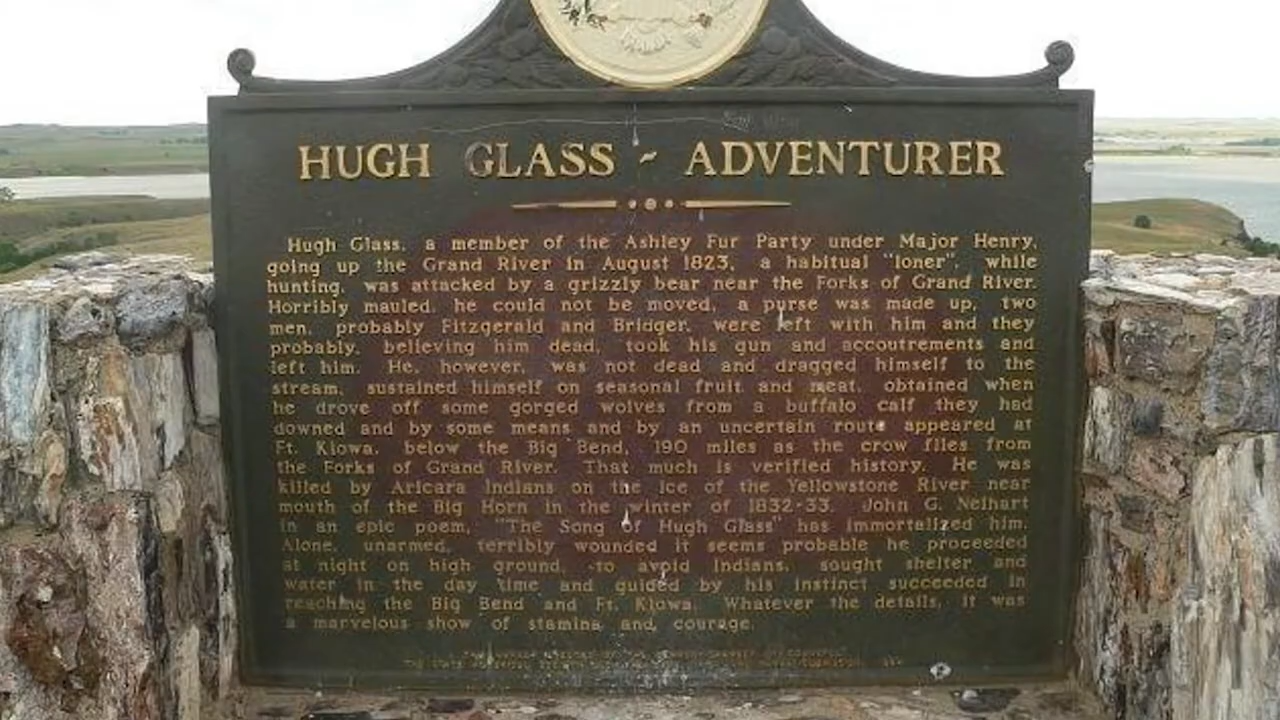 HUGH GLASS - ADVENTURER
Hugh Glass, a member of the Ashley Fur Party under Major Henry,
going up the Grand River in August 1823, a habitual "loner", while
hunting, was attacked by a grizzly bear near the Forks of Grand River.
Horribly mauled, he could not be moved, a purse was made up, two
men, probably Fitzgerald and Bridger, were left with him and they
probably, believing him dead, took his gun and accoutrements and
left him. He, however, was not dead and dragged himself to the
stream, sustained himself on seasonal fruit and meat, obtained when
he drove off some gorged wolves from a buffalo calf they had
downed and by some means and by an uncertain route appeared at
Ft. Kiowa, below the Big Bend, 190 miles as the crow flies from
the Forks of Grand River. That much is verified history. He was
killed by Aricara Indians on the ice of the Yellowstone River near
mouth of the Big Horn in the winter of 1832-33. John G. Neihart
in an epic poem, "The Song of Hugh Glass" has immortalized him.
Alone, unarmed, terribly wounded it seems probable he proceeded
at night on high ground, to avoid Indians, sought shelter and
water in the day time and guided by his instinct succeeded in
reaching the Big Bend and Ft. Kiowa. Whatever the details, it was
a marvelous show of stamina and courage.